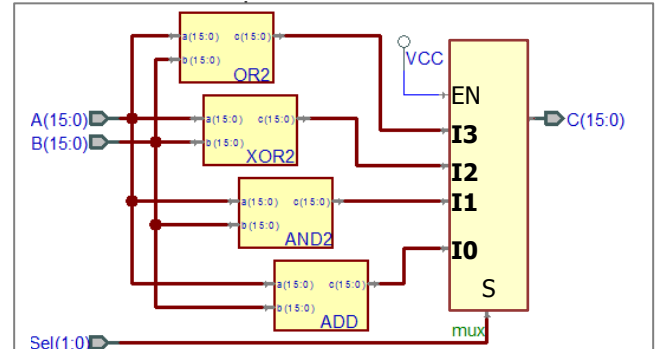 a(15:0) c(15:0)
b(15:0)
OR2
VCC
EN
A(15:0)
a(15:0) c(15:0)
C(15:0)
B(15:0)
b(15:0)
I3
XOR2
I2
a(15:0) c(15:0)
I1
b(15:0)
AND2
I0
a(15:0) c(15:0)
S
b(15:0)
ADD
mux
Sel(1:0)